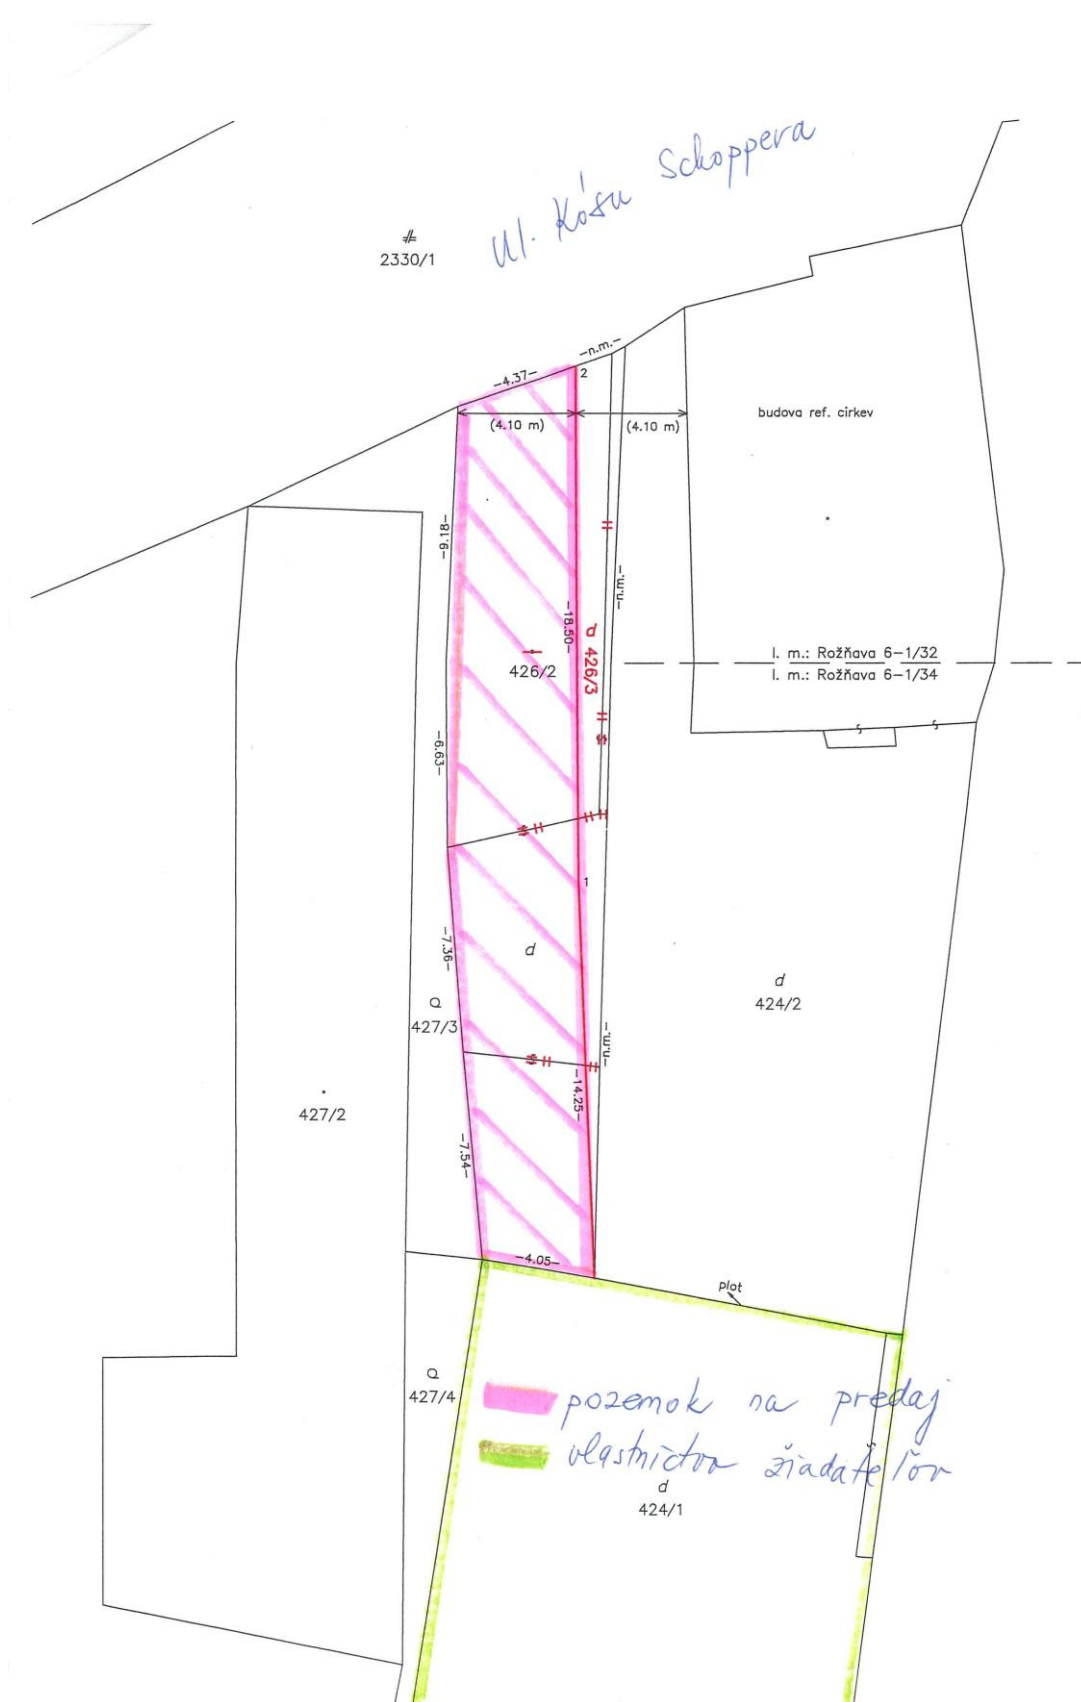 Ul. Kósu Schoppera
2330/1
-n.m.-
-4.37-
2
(4.10 m)
(4.10 m)
budova ref. cirkev
-9.18-
-n.m.-
-18.50-
d 426/3
426/2
l. m.: Rožňava 6-1/32
l. m.: Rožňava 6-1/34
-6.63-
1
-7.36-
d
d
424/2
427/3
-n.m.-
-14.25-
427/2
-7.54-
-4.05-
plot
427/4
pozemok na predaj
vlastníctvo žiadateľov
d
424/1